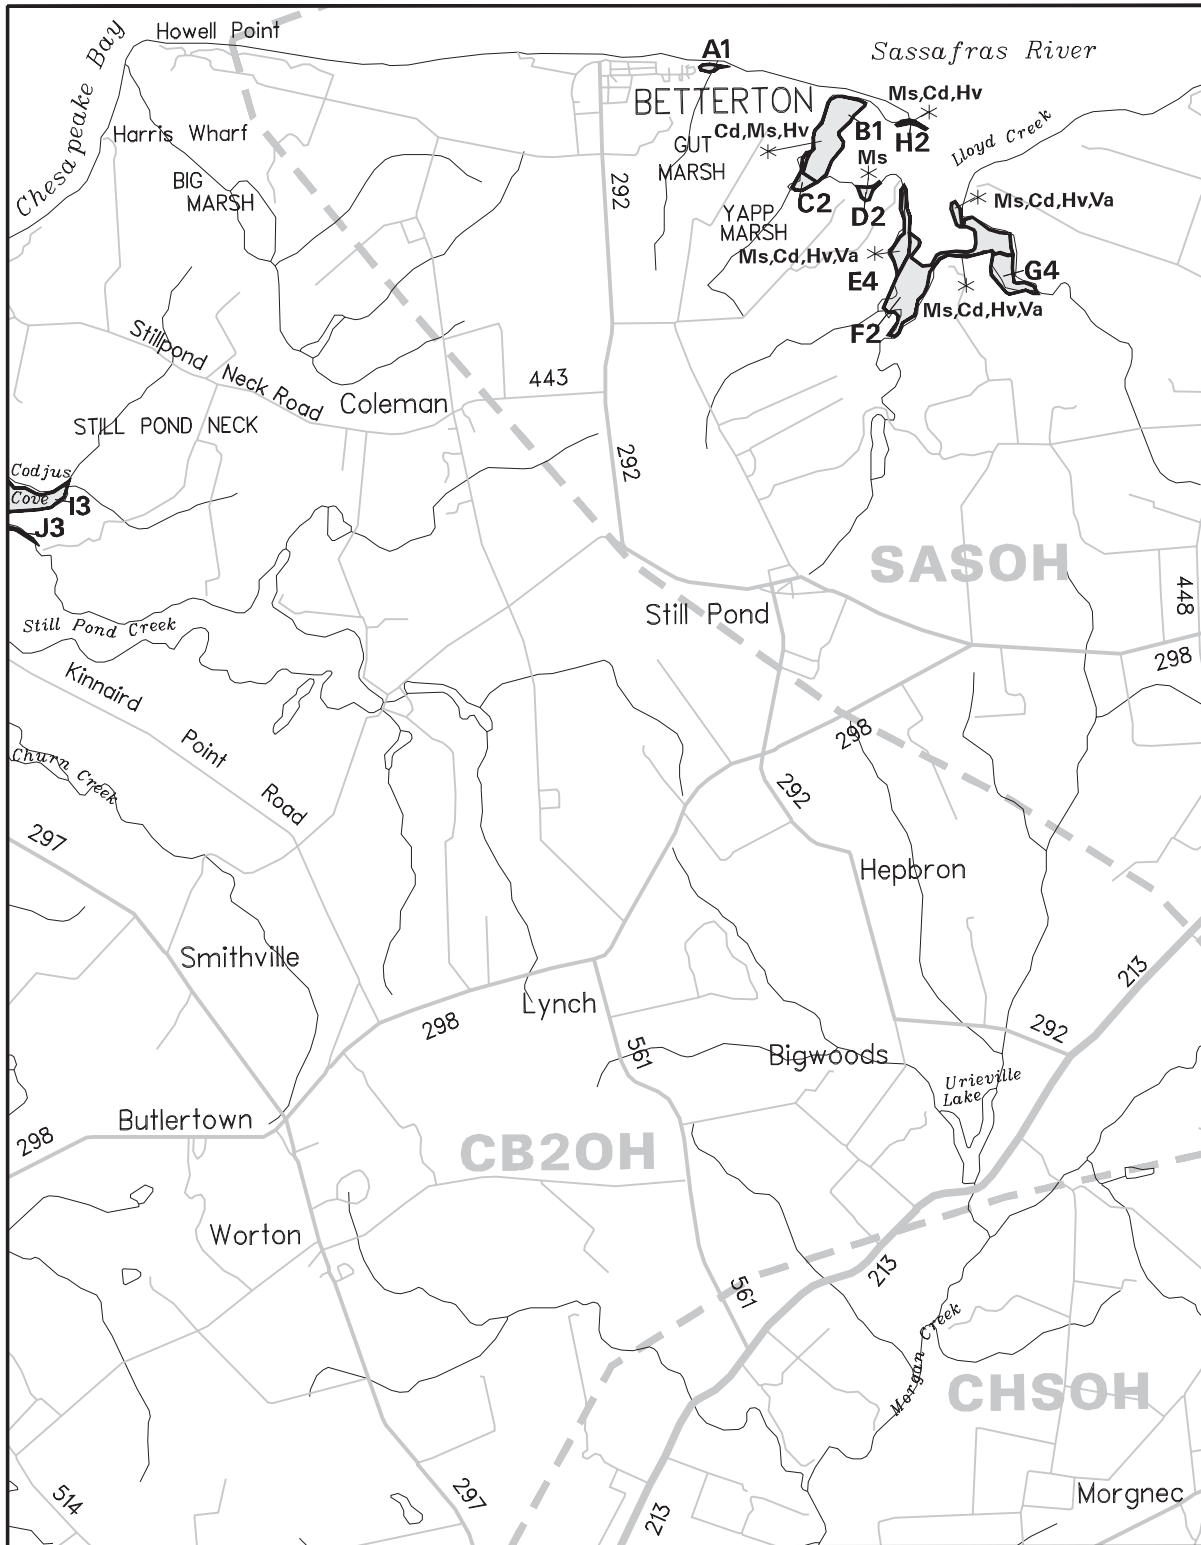 Howell Point
Chesapeake Bay
A1
Sassafras River
BETTERTON
Ms,Cd,Hv
Harris Wharf
Cd,Ms,Hv
B1
H2
Lloyd Creek
GUT
MARSH
Ms
BIG
MARSH
292
C2
D2
Ms,Cd,Hv,Va
YAPP
MARSH
Ms,Cd,Hv,Va
E4
G4
Ms,Cd,Hv,Va
F2
Stillpond Neck Road
443
Coleman
STILL POND NECK
292
Codjus
Cove
I3
J3
SASOH
448
Still Pond
Still Pond Creek
298
Kinnaird Point Road
298
Churn Creek
292
297
Hepbron
Smithville
213
Lynch
298
292
561
Bigwoods
Urieville
Lake
Butlertown
298
CB2OH
Worton
213
561
Morgan Creek
CHSOH
514
297
213
Morgnec